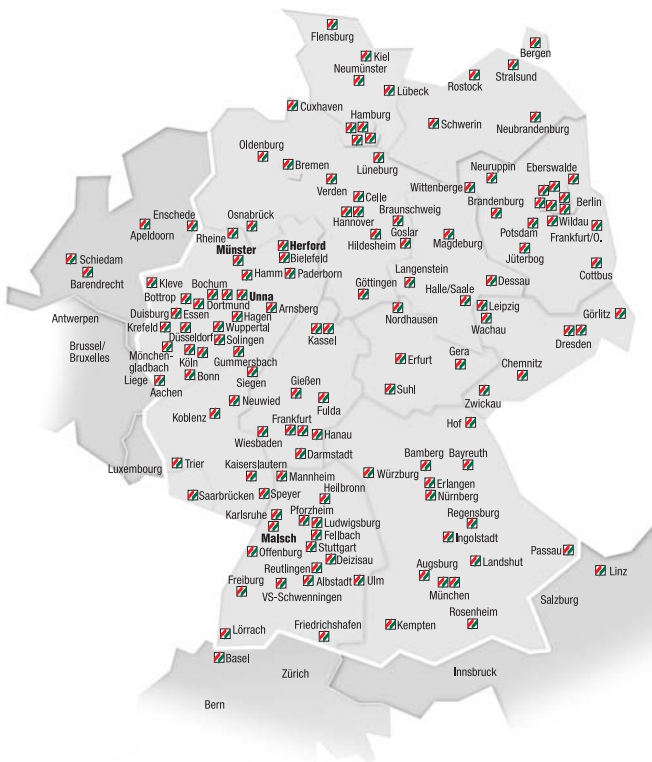 Flensburg
Bergen
Kiel
Neumünster
Stralsund
Rostock
Lübeck
Cuxhaven
Hamburg
Schwerin
Neubrandenburg
Oldenburg
Bremen
Lüneburg
Neuruppin
Eberswalde
Verden
Wittenberge
Celle
Berlin
Enschede
Osnabrück
Braunschweig
Brandenburg
Apeldoorn
Hannover
Goslar
Wildau
Rheine
Hildesheim
Magdeburg
Potsdam
Frankfurt/O.
Münster
Herford
Jüterbog
Schiedam
Bielefeld
Cottbus
Barendrecht
Hamm
Paderborn
Langenstein
Kleve
Bochum
Göttingen
Halle/Saale
Dessau
Bottrop
Unna
Dortmund
Arnsberg
Leipzig
Görlitz
Antwerpen
Duisburg
Essen
Hagen
Nordhausen
Krefeld
Wuppertal
Wachau
Düsseldorf
Solingen
Kassel
Dresden
Brussel/
Bruxelles
Mönchen-
gladbach
Köln
Gummersbach
Erfurt
Gera
Chemnitz
Liege
Bonn
Siegen
Aachen
Gießen
Suhl
Zwickau
Neuwied
Fulda
Koblenz
Frankfurt
Hof
Wiesbaden
Hanau
Darmstadt
Bamberg
Bayreuth
Luxembourg
Trier
Kaiserslautern
Mannheim
Würzburg
Erlangen
Saarbrücken
Speyer
Heilbronn
Nürnberg
Karlsruhe
Pforzheim
Regensburg
Ludwigsburg
Malsch
Fellbach
Ingolstadt
Offenburg
Stuttgart
Passau
Deizisau
Landshut
Reutlingen
Augsburg
Linz
Freiburg
Albstadt
Ulm
VS-Schwenningen
München
Salzburg
Friedrichshafen
Kempten
Rosenheim
Lörrach
Basel
Zürich
Innsbruck
Bern